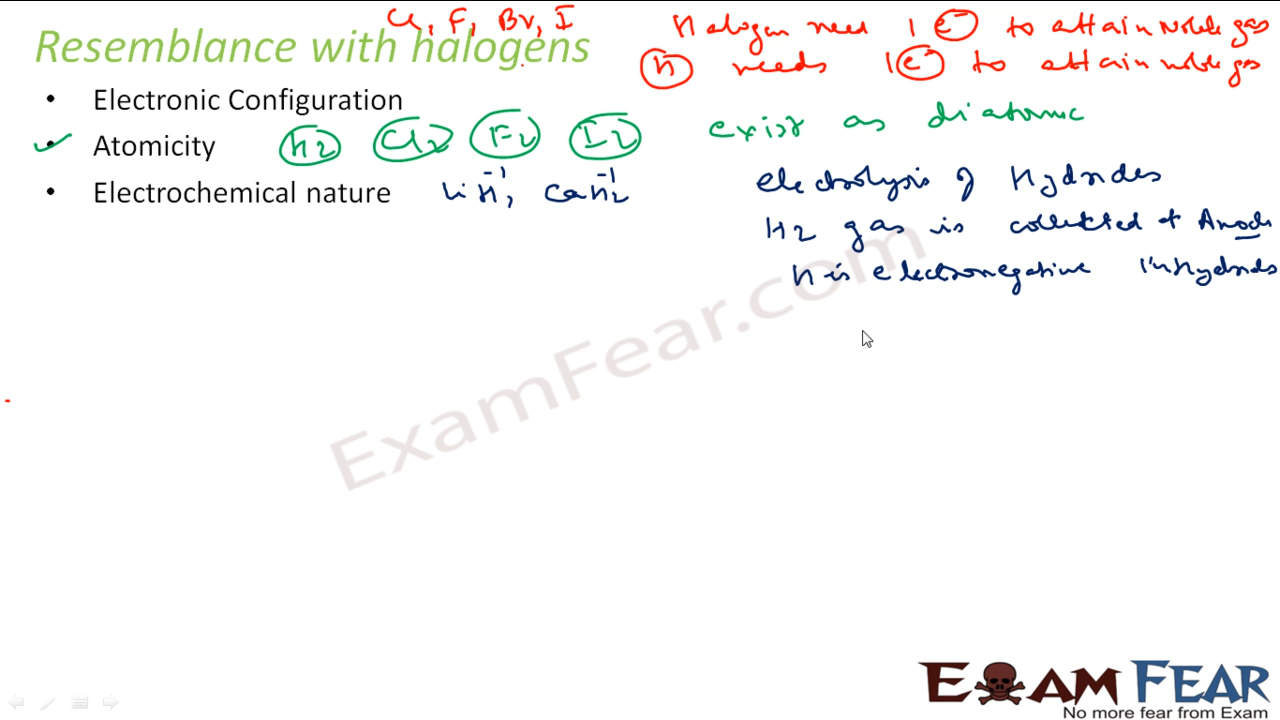 Cl, F, Br, I
Resemblance with halogens
Halogen need 1 e⁻ to attain noble gas
H needs 1 e⁻ to attain noble gas
• Electronic Configuration
• Atomicity H2 Cl2 F2 I2 exist as diatomic
• Electrochemical nature LiH⁻¹, CaH2⁻¹
electrolysis of Hydrides
H2 gas is collected at Anode
H is electronegative in hydrides
ExamFear.com
EXAM FEAR
No more fear from Exam